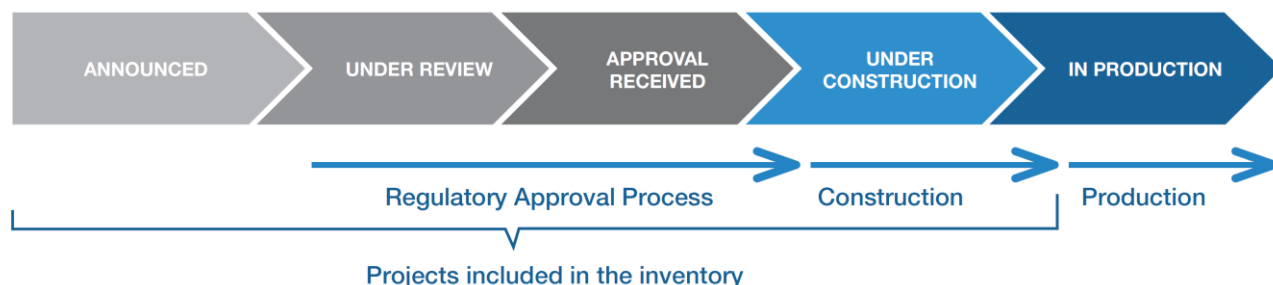 ANNOUNCED
UNDER REVIEW
APPROVAL
RECEIVED
UNDER
CONSTRUCTION
IN PRODUCTION
Regulatory Approval Process
Construction
Production
Projects included in the inventory